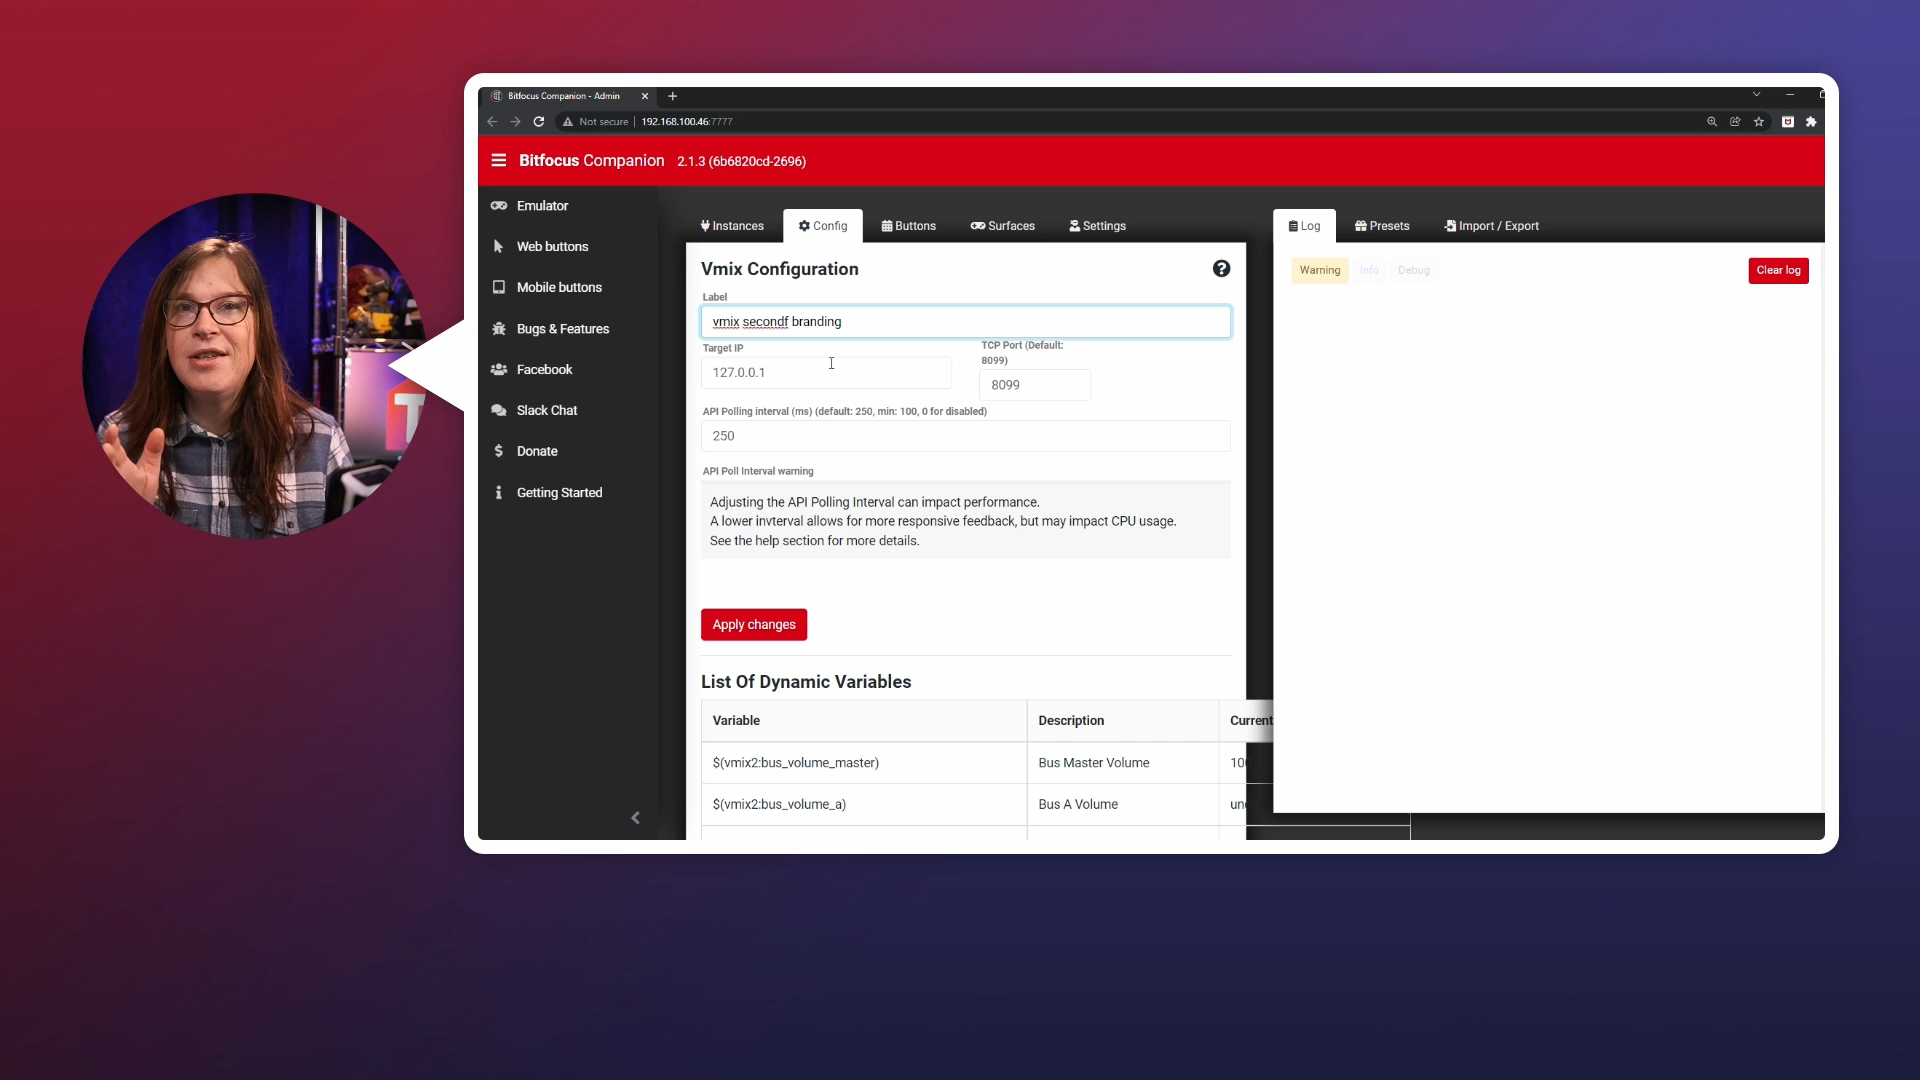 Bitfocus Companion - Admin
Not secure 192.168.100.46:7777
Bitfocus Companion 2.1.3 (6b6820cd-2696)
Emulator
Web buttons
Mobile buttons
Bugs & Features
Facebook
Slack Chat
Donate
Getting Started
Instances Config Buttons Surfaces Settings
Vmix Configuration
Label
vmix secondf branding
Target IP
127.0.0.1
TCP Port (Default:
8099)
8099
API Polling interval (ms) (default: 250, min: 100, 0 for disabled)
250
API Poll Interval warning
Adjusting the API Polling Interval can impact performance.
A lower invterval allows for more responsive feedback, but may impact CPU usage.
See the help section for more details.
Apply changes
List Of Dynamic Variables
Variable Description Current
$(vmix2:bus_volume_master) Bus Master Volume
$(vmix2:bus_volume_a) Bus A Volume
Log Presets Import / Export
Warning Info Debug Clear log